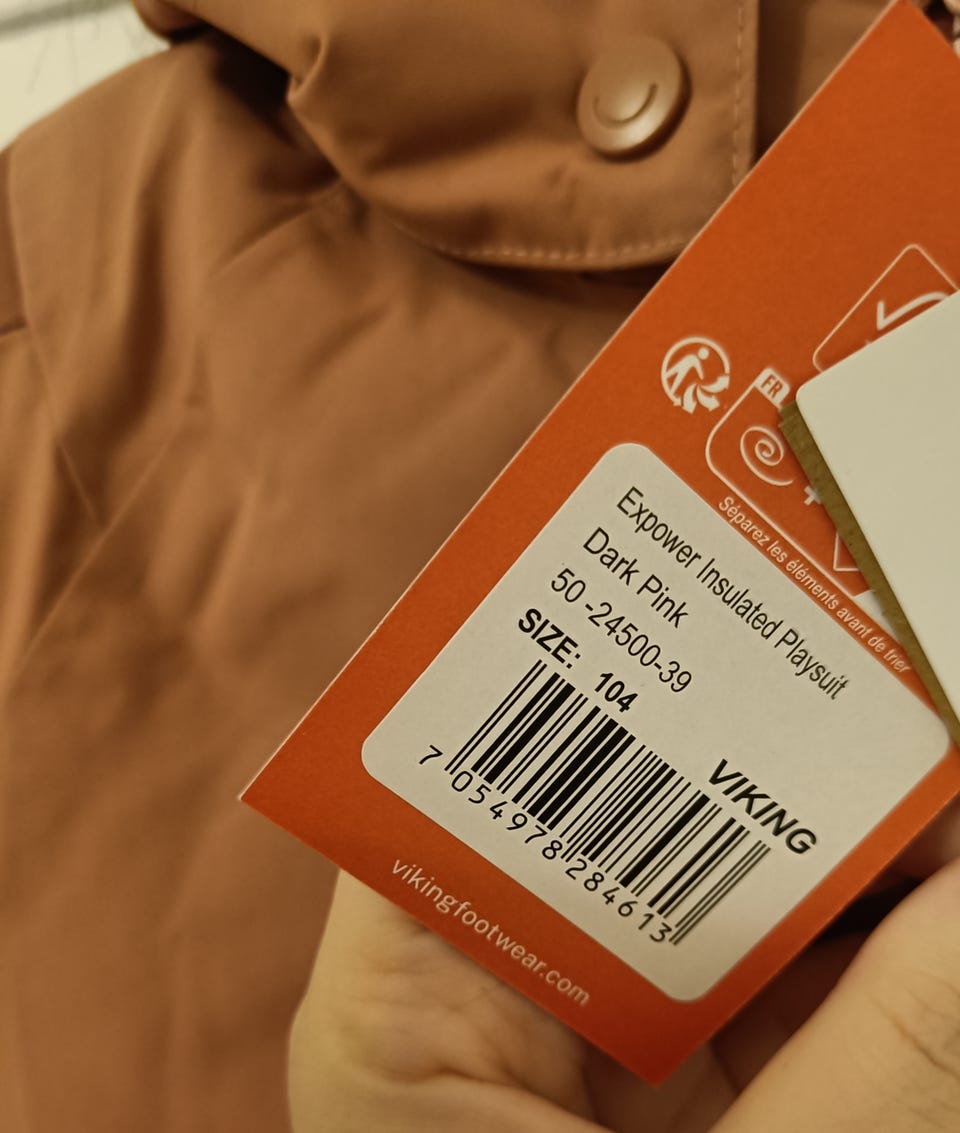 FR
Séparez les éléments avant de trier
Expower Insulated Playsuit
Dark Pink
50 -24500-39
SIZE: 104
VIKING
7 054978 284613
vikingfootwear.com